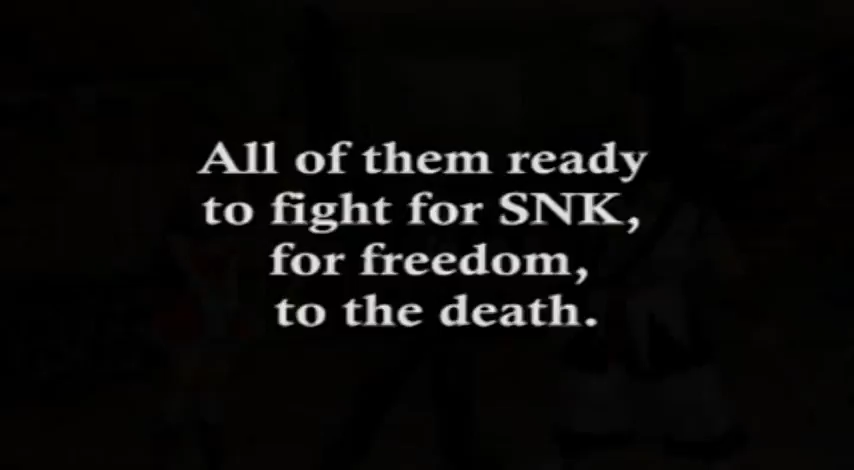 All of them ready
to fight for SNK,
for freedom,
to the death.